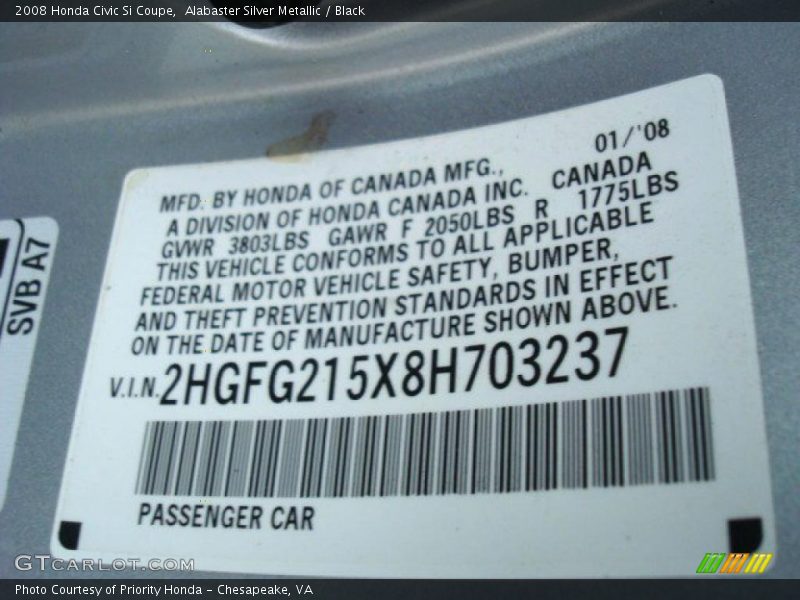 2008 Honda Civic Si Coupe,  Alabaster Silver Metallic / Black
01/'08
MFD. BY HONDA OF CANADA MFG.,
A DIVISION OF HONDA CANADA INC. CANADA
GVWR 3803LBS GAWR F 2050LBS R 1775LBS
THIS VEHICLE CONFORMS TO ALL APPLICABLE
FEDERAL MOTOR VEHICLE SAFETY, BUMPER,
AND THEFT PREVENTION STANDARDS IN EFFECT
ON THE DATE OF MANUFACTURE SHOWN ABOVE.
V.I.N. 2HGFG215X8H703237
PASSENGER CAR
SVB A7
GTCARLOT.COM
Photo Courtesy of Priority Honda - Chesapeake, VA